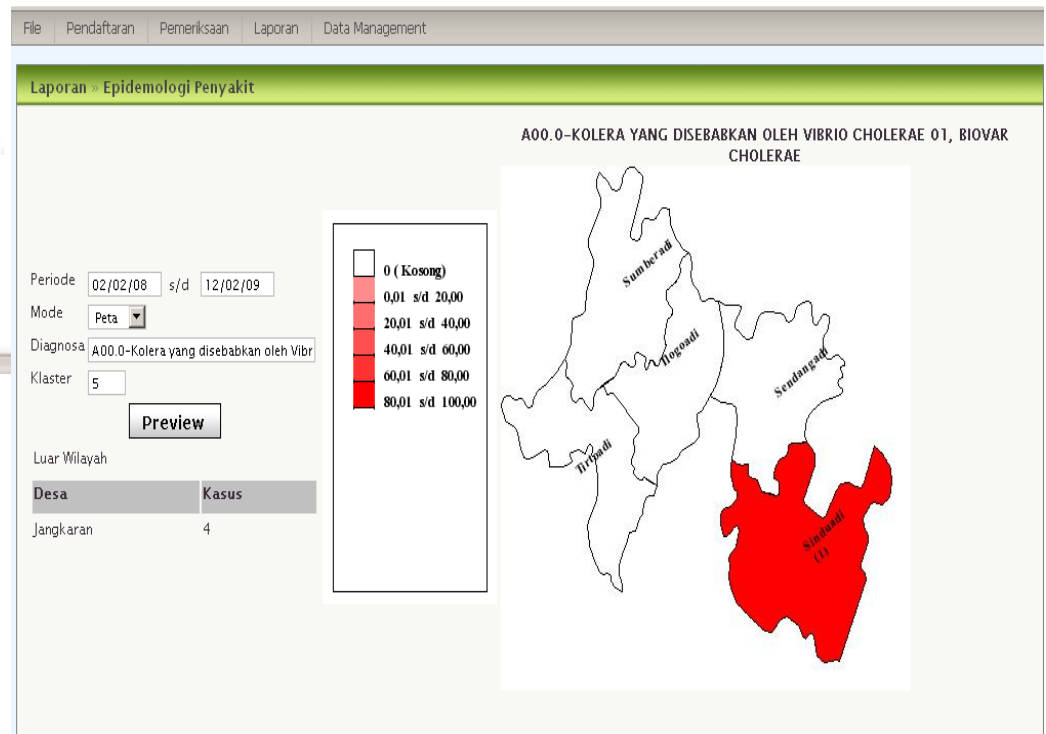 File Pendaftaran Pemeriksaan Laporan Data Management
Laporan » Epidemologi Penyakit
A00.0-KOLERA YANG DISEBABKAN OLEH VIBRIO CHOLERAE 01, BIOVAR
CHOLERAE
Periode 02/02/08 s/d 12/02/09
Mode Peta
Diagnosa A00.0-Kolera yang disebabkan oleh Vibr
Klaster 5
Preview
Luar Wilayah
Desa Kasus
Jangkaran 4
0 ( Kosong)
0,01 s/d 20,00
20,01 s/d 40,00
40,01 s/d 60,00
60,01 s/d 80,00
80,01 s/d 100,00
Sumberadi
Sendangadi
Sinduadi
(1)